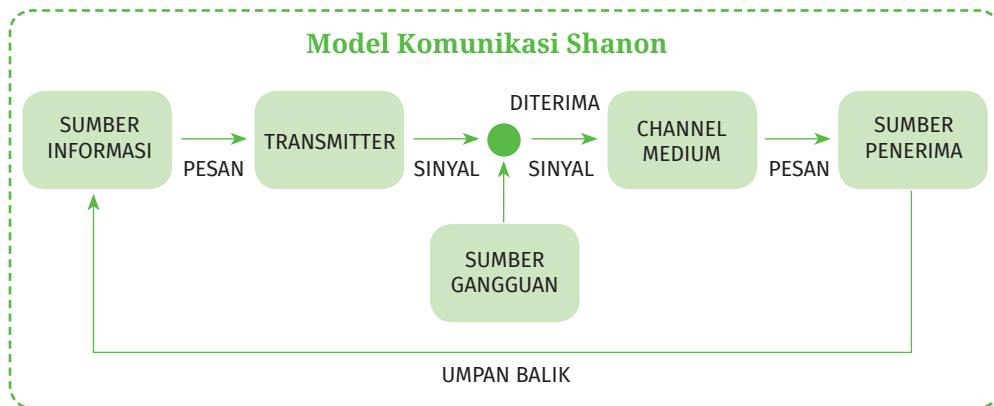 Model Komunikasi Shanon
SUMBER
INFORMASI
PESAN
TRANSMITTER
SINYAL
DITERIMA
SINYAL
CHANNEL
MEDIUM
PESAN
SUMBER
PENERIMA
SUMBER
GANGGUAN
UMPAN BALIK